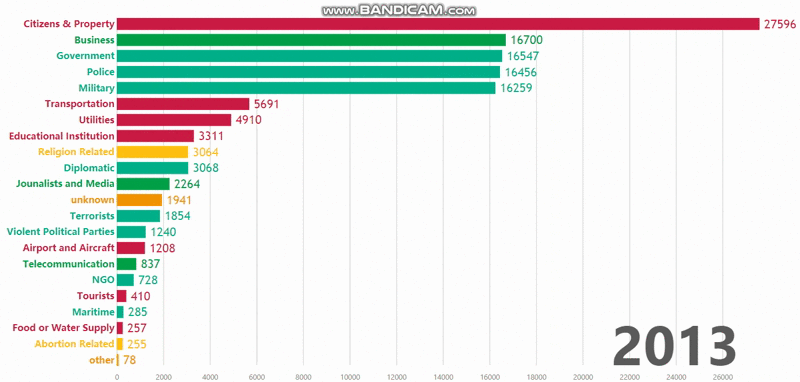 www.BANDICAM.com
Citizens & Property 27596
Business 16700
Government 16547
Police 16456
Military 16259
Transportation 5691
Utilities 4910
Educational Institution 3311
Religion Related 3064
Diplomatic 3068
Jounalists and Media 2264
unknown 1941
Terrorists 1854
Violent Political Parties 1240
Airport and Aircraft 1208
Telecommunication 837
NGO 728
Tourists 410
Maritime 285
Food or Water Supply 257
Abortion Related 255
other 78
2013
0 2000 4000 6000 8000 10000 12000 14000 16000 18000 20000 22000 24000 26000